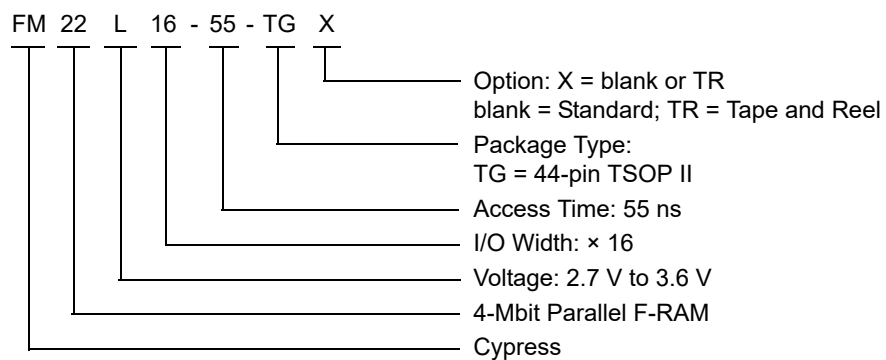 FM 22 L 16 - 55 - TG X
Option: X = blank or TR
blank = Standard; TR = Tape and Reel
Package Type:
TG = 44-pin TSOP II
Access Time: 55 ns
I/O Width: × 16
Voltage: 2.7 V to 3.6 V
4-Mbit Parallel F-RAM
Cypress